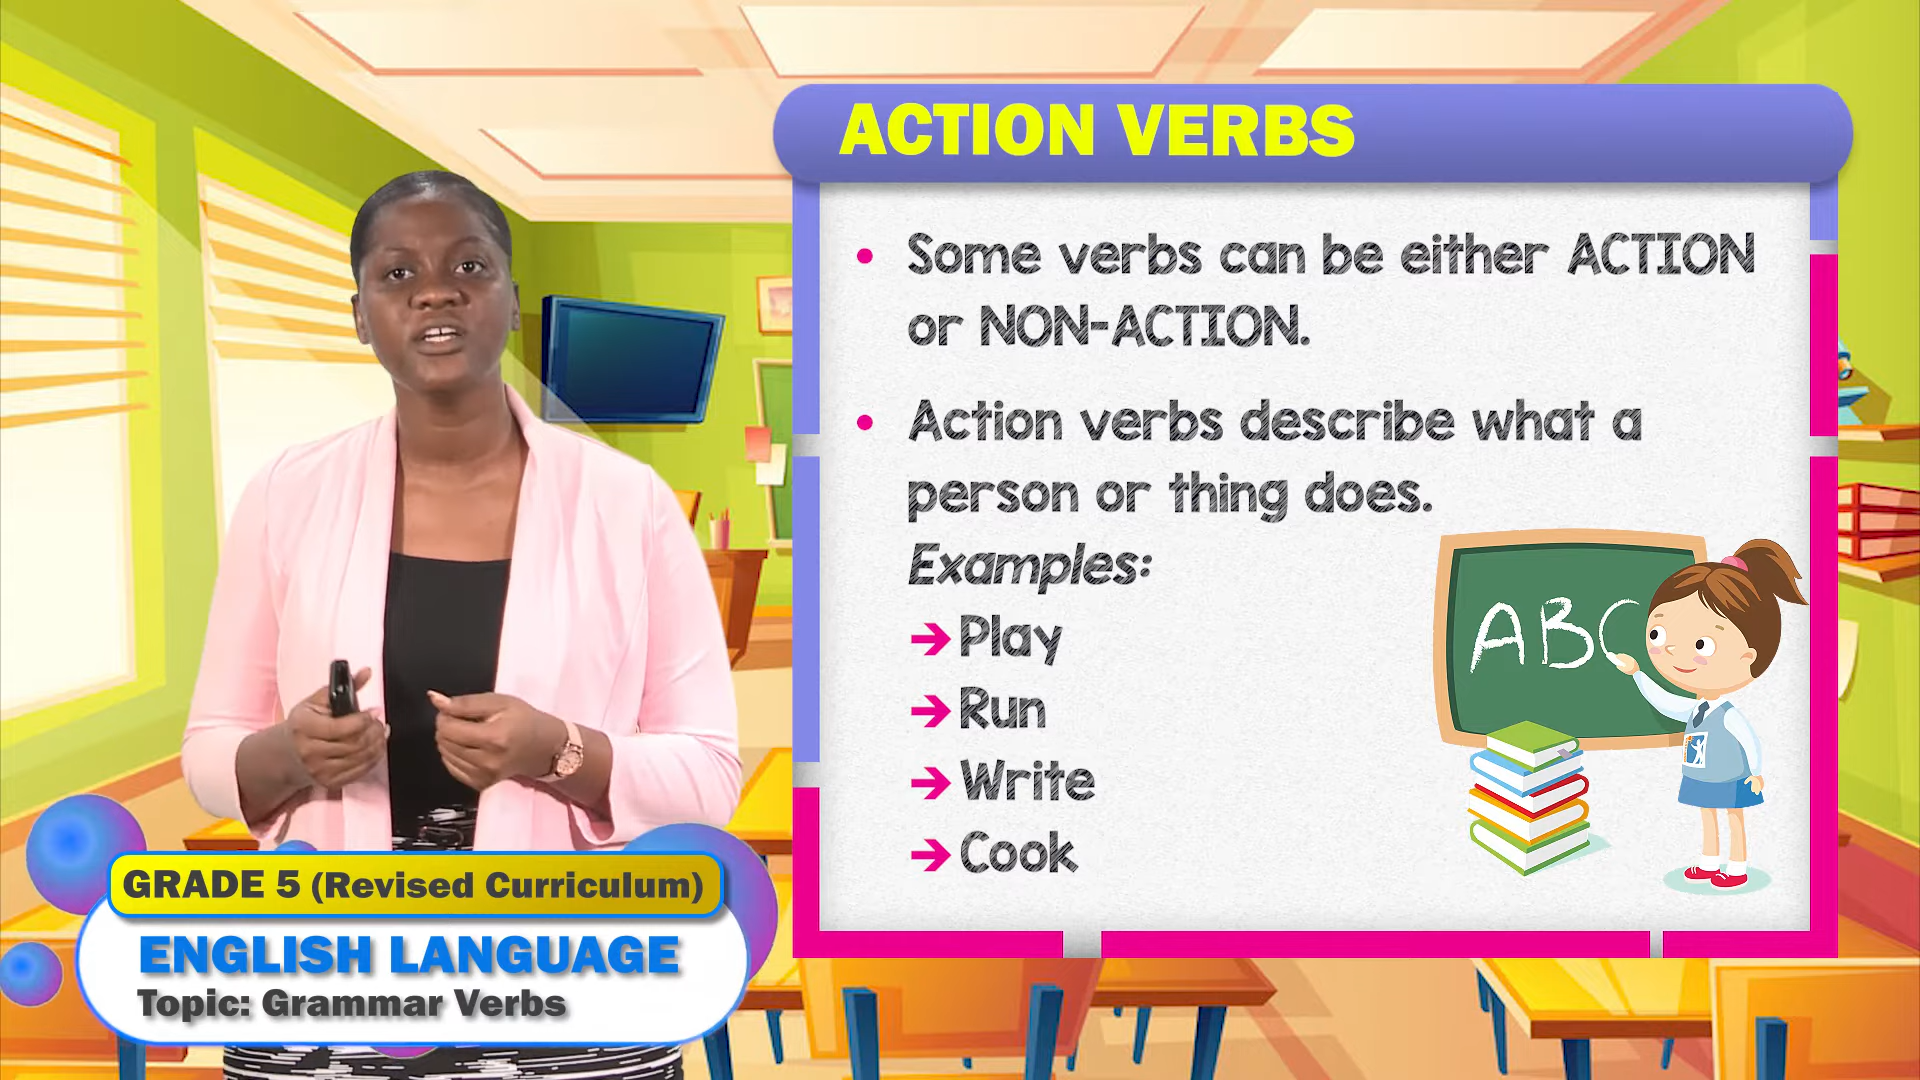 ACTION VERBS
• Some verbs can be either ACTION
or NON-ACTION.
• Action verbs describe what a
person or thing does.
Examples:
➔ Play
➔ Run
➔ Write
➔ Cook
ABC
GRADE 5 (Revised Curriculum)
ENGLISH LANGUAGE
Topic: Grammar Verbs